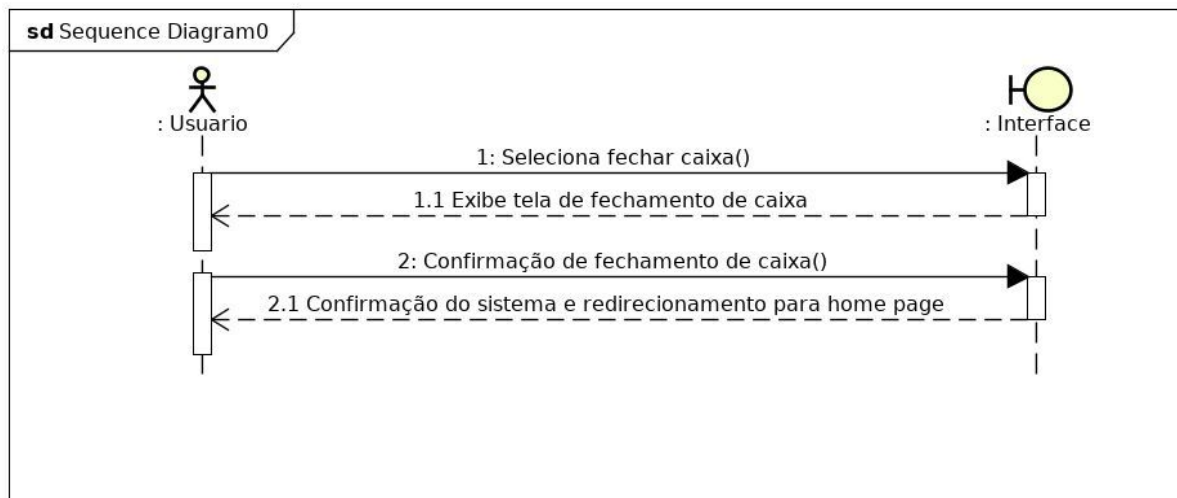 sd Sequence Diagram0
: Usuario
: Interface
1: Seleciona fechar caixa()
1.1 Exibe tela de fechamento de caixa
2: Confirmação de fechamento de caixa()
2.1 Confirmação do sistema e redirecionamento para home page